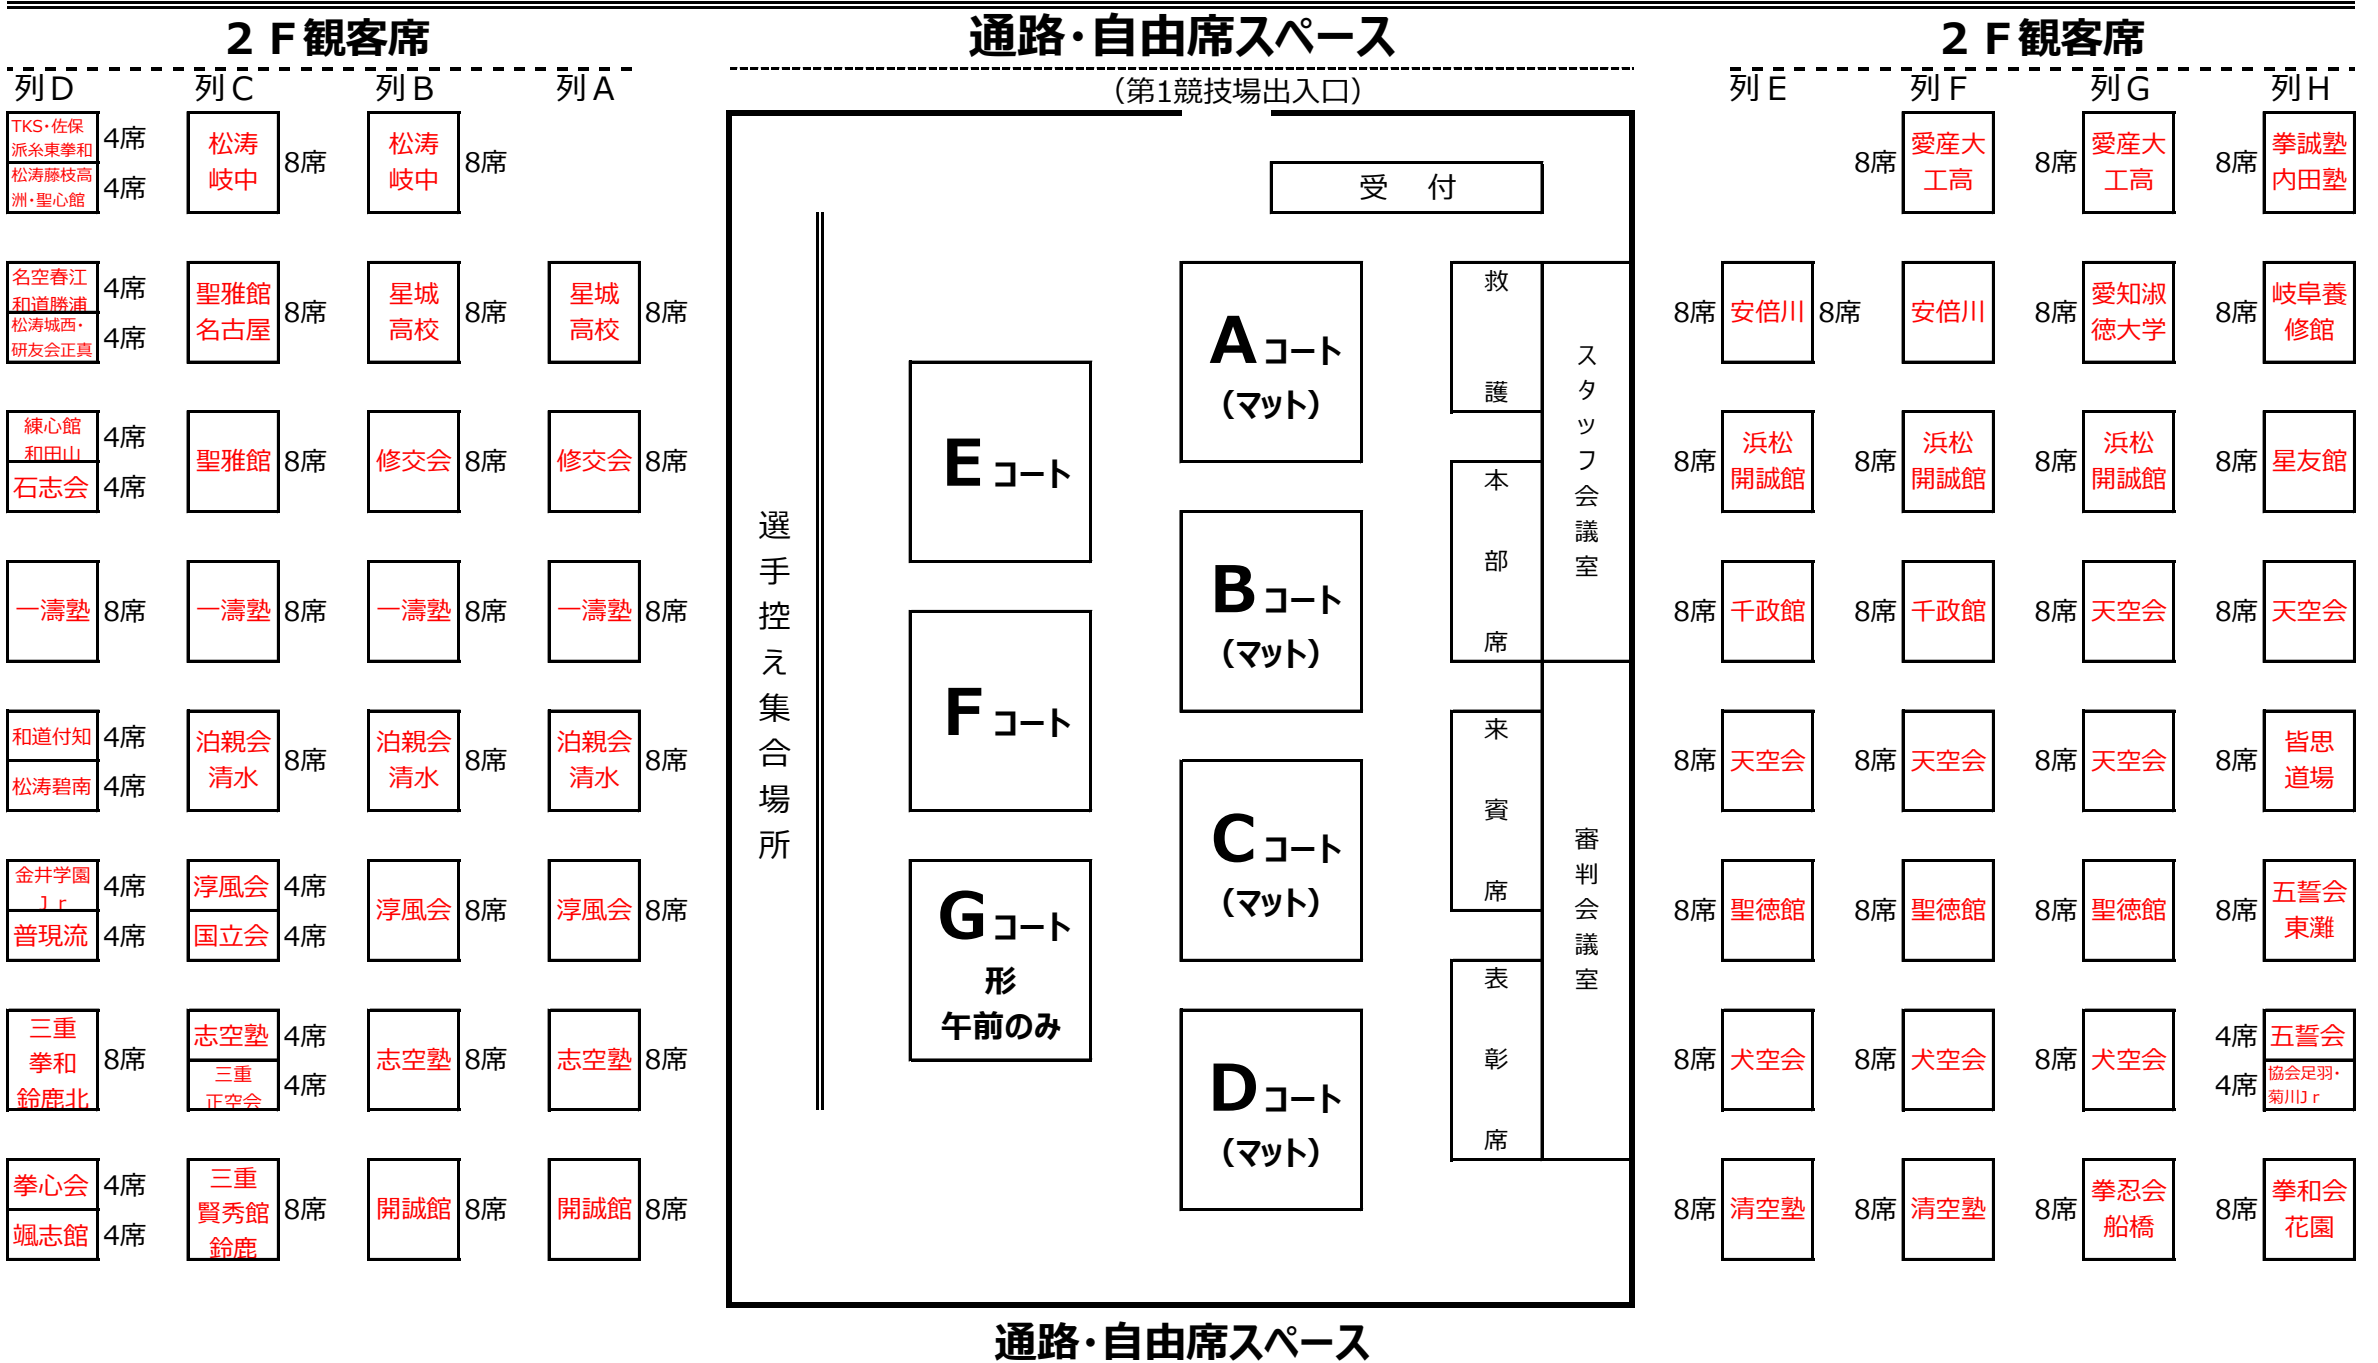 ２Ｆ観客席
通路・自由席スペース
２Ｆ観客席
列Ｄ
列Ｃ
列Ｂ
列Ａ
（第1競技場出入口）
列Ｅ
列Ｆ
列Ｇ
列Ｈ
TKS・佐保
派糸東拳和
4席
松涛藤枝高
洲・聖心館
4席
松涛
岐中
8席
松涛
岐中
8席
受　付
8席
愛産大
工高
8席
愛産大
工高
8席
拳誠塾
内田塾
名空春江
和道勝浦
4席
松涛城西・
研友会正真
4席
聖雅館
名古屋
8席
星城
高校
8席
星城
高校
8席
8席
安倍川
8席
安倍川
8席
愛知淑
徳大学
8席
岐阜養
修館
練心館
和田山
4席
石志会
4席
聖雅館
8席
修交会
8席
修交会
8席
8席
浜松
開誠館
8席
浜松
開誠館
8席
浜松
開誠館
8席
星友館
一濤塾
8席
一濤塾
8席
一濤塾
8席
一濤塾
8席
8席
千政館
8席
千政館
8席
天空会
8席
天空会
和道付知
4席
松涛碧南
4席
泊親会
清水
8席
泊親会
清水
8席
泊親会
清水
8席
8席
天空会
8席
天空会
8席
天空会
8席
皆思
道場
金井学園
Ｊｒ
4席
普現流
4席
淳風会
4席
国立会
4席
淳風会
8席
淳風会
8席
8席
聖徳館
8席
聖徳館
8席
聖徳館
8席
五誓会
東灘
三重
拳和
鈴鹿北
8席
志空塾
4席
三重
正空会
4席
志空塾
8席
志空塾
8席
8席
犬空会
8席
犬空会
8席
犬空会
4席
五誓会
4席
協会足羽・
菊川Jｒ
拳心会
4席
颯志館
4席
三重
賢秀館
鈴鹿
8席
開誠館
8席
開誠館
8席
8席
清空塾
8席
清空塾
8席
拳忍会
船橋
8席
拳和会
花園
選手控え集合場所
Eコート
Fコート
Gコート
形
午前のみ
Aコート
（マット）
Bコート
（マット）
Cコート
（マット）
Dコート
（マット）
救護
本部席
来賓席
表彰席
スタッフ会議室
審判会議室
通路・自由席スペース